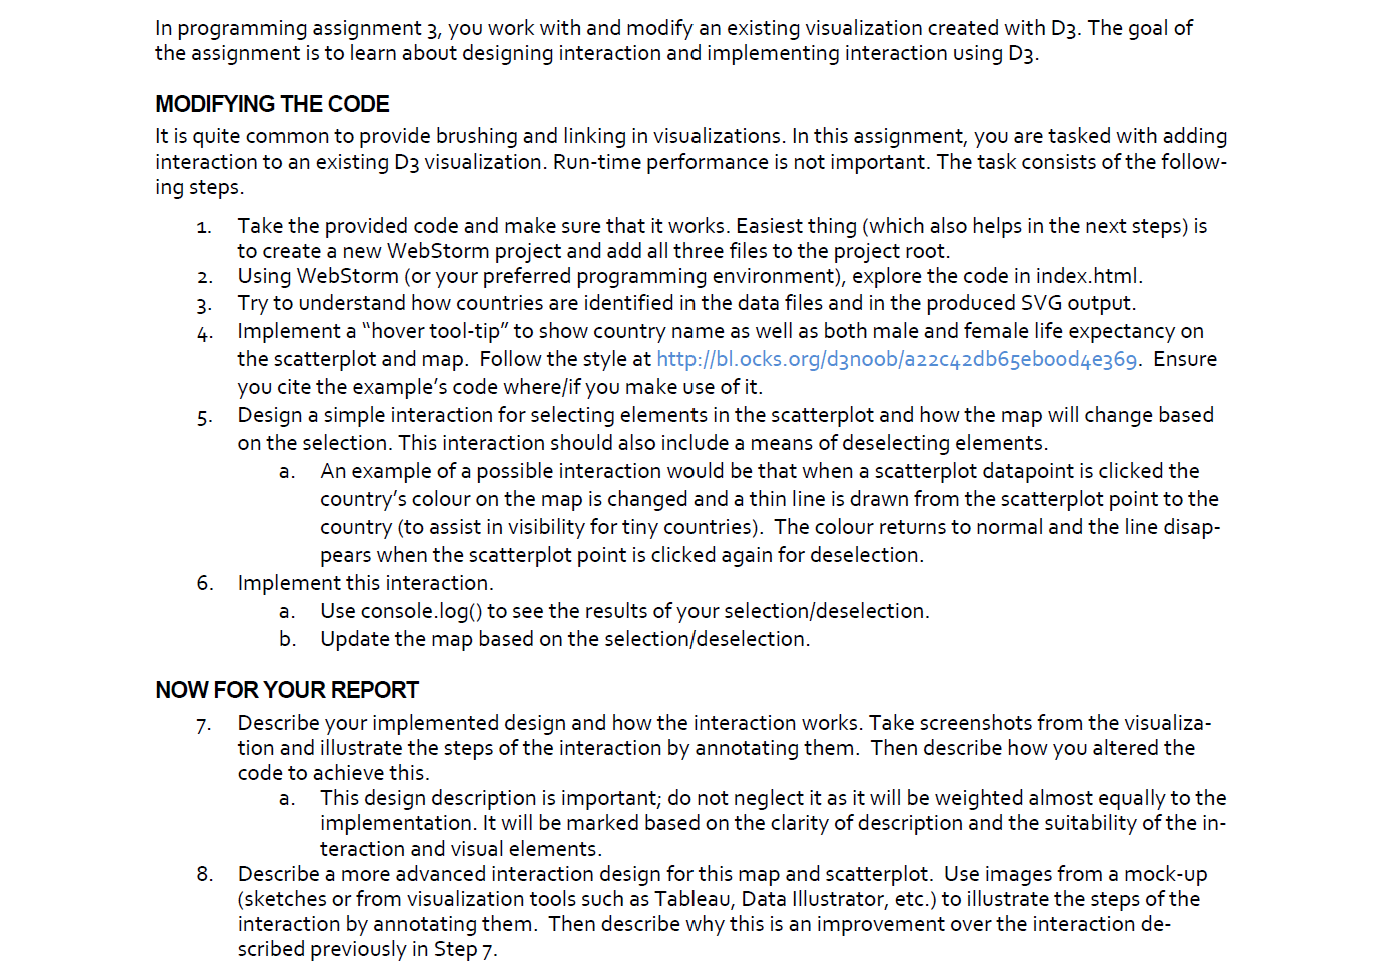 In programming assignment 3, you work with and modify an existing visualization created with D3. The goal of
the assignment is to learn about designing interaction and implementing interaction using D3.
MODIFYING THE CODE
It is quite common to provide brushing and linking in visualizations. In this assignment, you are tasked with adding
interaction to an existing D3 visualization. Run-time performance is not important. The task consists of the follow-
ing steps.
1. Take the provided code and make sure that it works. Easiest thing (which also helps in the next steps) is
to create a new WebStorm project and add all three files to the project root.
2. Using WebStorm (or your preferred programming environment), explore the code in index.html.
3. Try to understand how countries are identified in the data files and in the produced SVG output.
4. Implement a “hover tool-tip” to show country name as well as both male and female life expectancy on
the scatterplot and map. Follow the style at http://bl.ocks.org/d3noob/a22c42db65eb00d4e369. Ensure
you cite the example’s code where/if you make use of it.
5. Design a simple interaction for selecting elements in the scatterplot and how the map will change based
on the selection. This interaction should also include a means of deselecting elements.
a. An example of a possible interaction would be that when a scatterplot datapoint is clicked the
country’s colour on the map is changed and a thin line is drawn from the scatterplot point to the
country (to assist in visibility for tiny countries). The colour returns to normal and the line disap-
pears when the scatterplot point is clicked again for deselection.
6. Implement this interaction.
a. Use console.log() to see the results of your selection/deselection.
b. Update the map based on the selection/deselection.
NOW FOR YOUR REPORT
7. Describe your implemented design and how the interaction works. Take screenshots from the visualiza-
tion and illustrate the steps of the interaction by annotating them. Then describe how you altered the
code to achieve this.
a. This design description is important; do not neglect it as it will be weighted almost equally to the
implementation. It will be marked based on the clarity of description and the suitability of the in-
teraction and visual elements.
8. Describe a more advanced interaction design for this map and scatterplot. Use images from a mock-up
(sketches or from visualization tools such as Tableau, Data Illustrator, etc.) to illustrate the steps of the
interaction by annotating them. Then describe why this is an improvement over the interaction de-
scribed previously in Step 7.